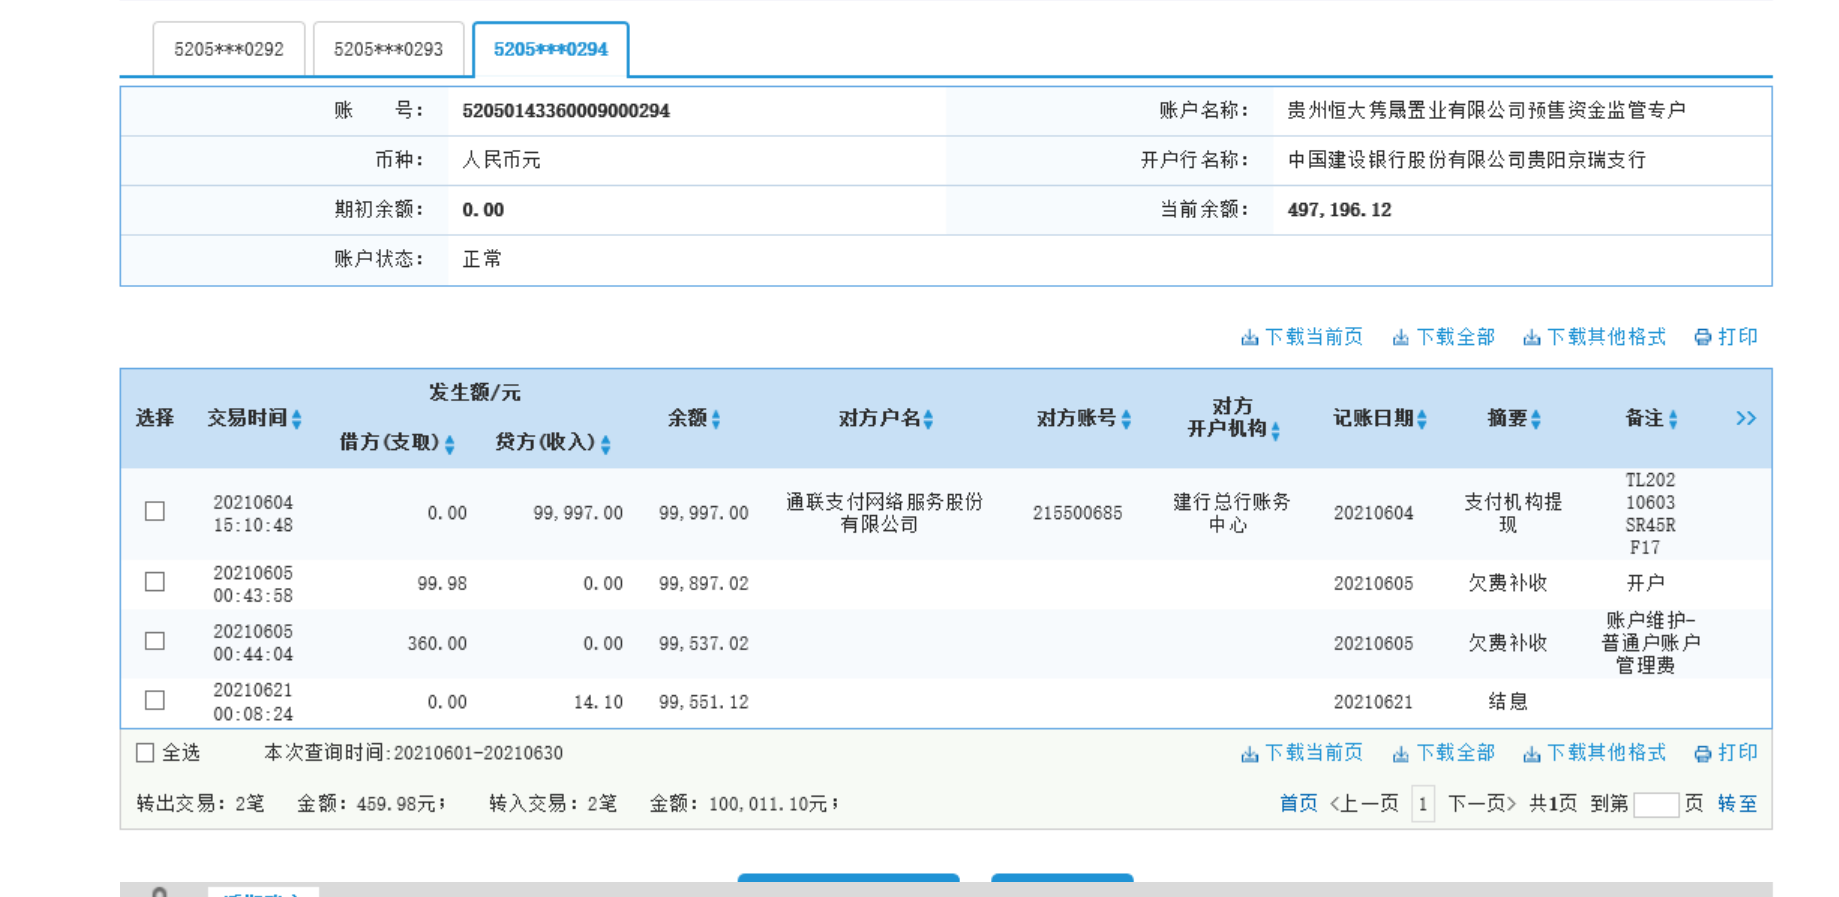 5205***0292 5205***0293 5205***0294
账 号: 52050143360009000294 账户名称: 贵州恒大隽晟置业有限公司预售资金监管专户
币种: 人民币元 开户行名称: 中国建设银行股份有限公司贵阳京瑞支行
期初余额: 0.00 当前余额: 497,196.12
账户状态: 正常
下载当前页 下载全部 下载其他格式 打印
选择 交易时间 发生额/元 余额 对方户名 对方账号 对方 开户机构 记账日期 摘要 备注 >>
借方(支取) 贷方(收入)
20210604 15:10:48 0.00 99,997.00 99,997.00 通联支付网络服务股份有限公司 215500685 建行总行账务中心 20210604 支付机构提现 TL20210603SR45RF17
20210605 00:43:58 99.98 0.00 99,897.02 20210605 欠费补收 开户
20210605 00:44:04 360.00 0.00 99,537.02 20210605 欠费补收 账户维护-普通户账户管理费
20210621 00:08:24 0.00 14.10 99,551.12 20210621 结息
全选 本次查询时间:20210601-20210630 下载当前页 下载全部 下载其他格式 打印
转出交易: 2笔 金额: 459.98元; 转入交易: 2笔 金额: 100,011.10元; 首页 <上一页 1 下一页> 共1页 到第 页 转至